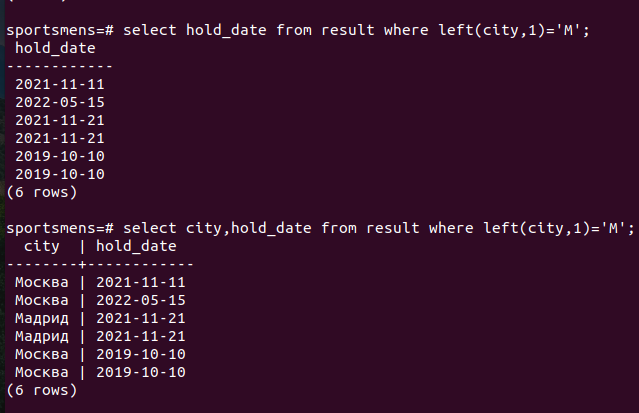 sportsmens=# select hold_date from result where left(city,1)='М';
hold_date
------------
2021-11-11
2022-05-15
2021-11-21
2021-11-21
2019-10-10
2019-10-10
(6 rows)
sportsmens=# select city,hold_date from result where left(city,1)='М';
city | hold_date
--------+------------
Москва | 2021-11-11
Москва | 2022-05-15
Мадрид | 2021-11-21
Мадрид | 2021-11-21
Москва | 2019-10-10
Москва | 2019-10-10
(6 rows)